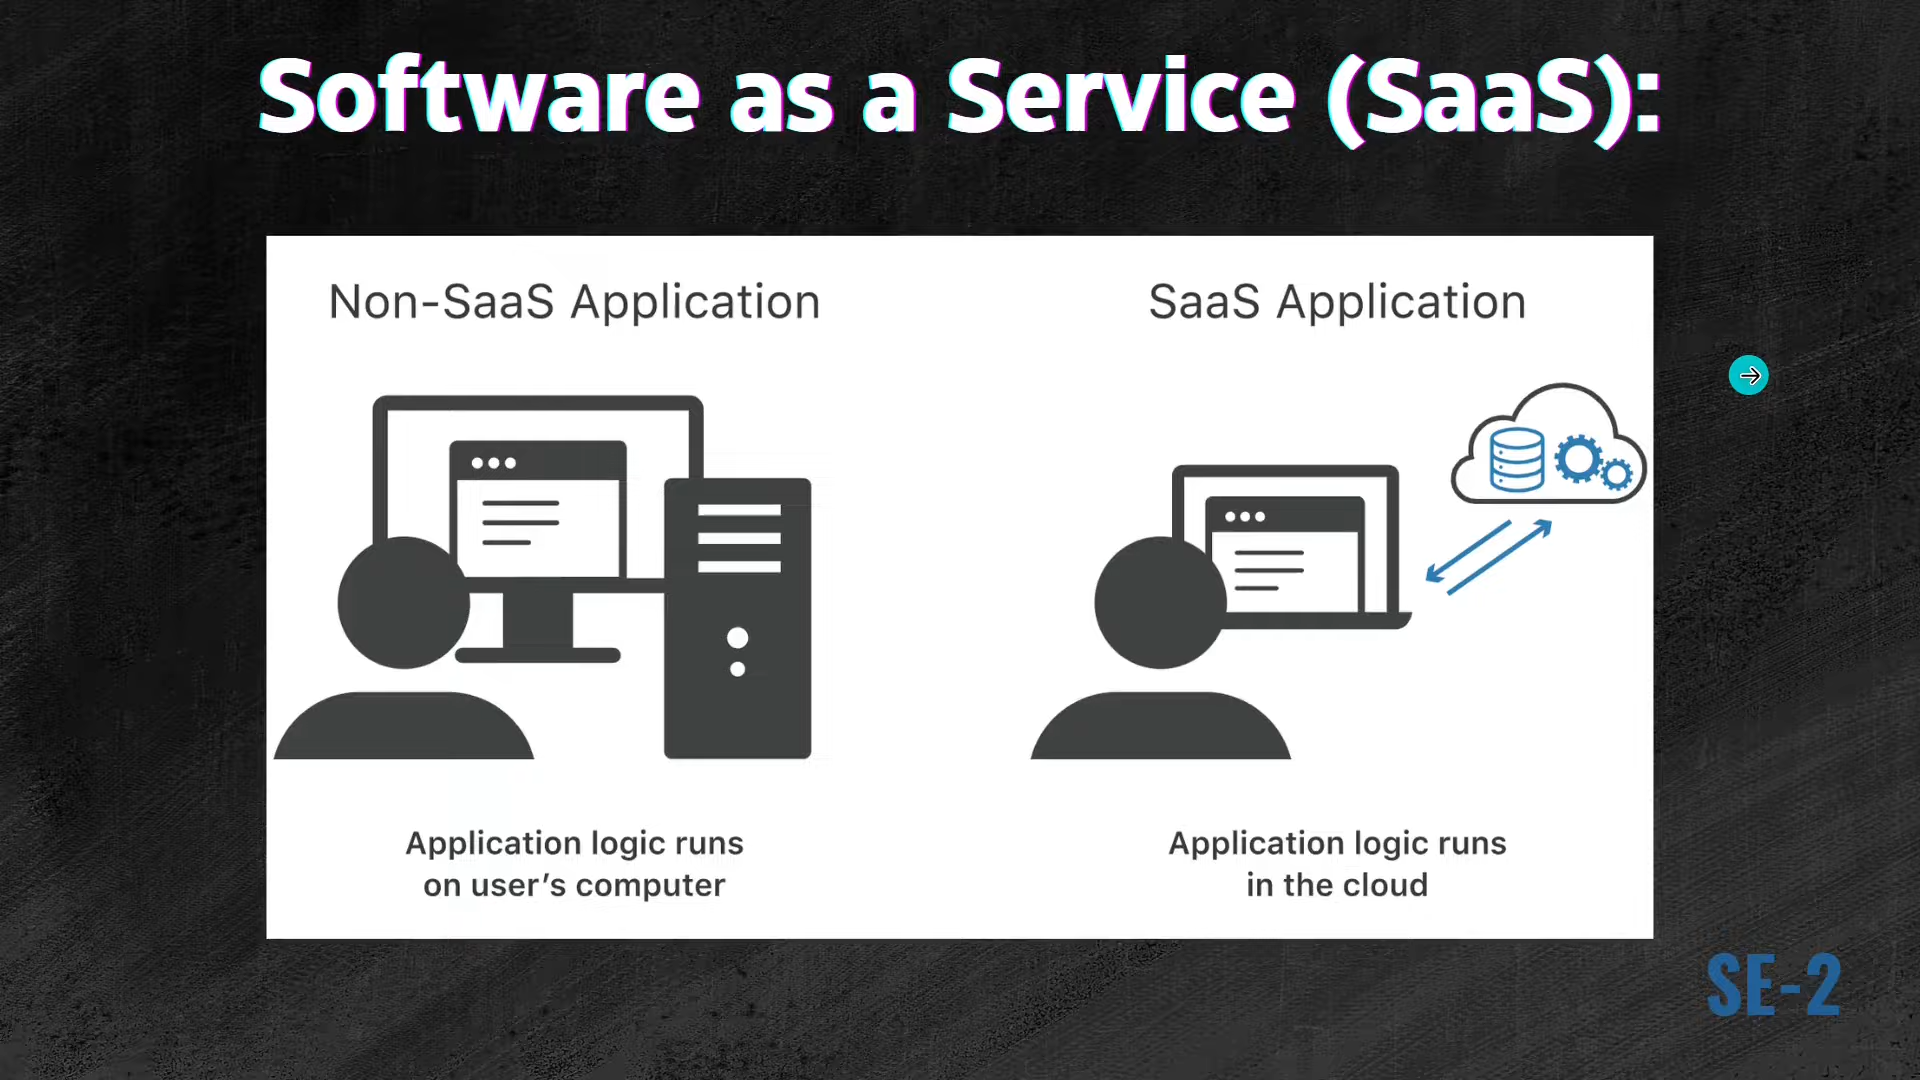 Software as a Service (SaaS):
Non-SaaS Application
SaaS Application
Application logic runs
on user’s computer
Application logic runs
in the cloud
SE-2